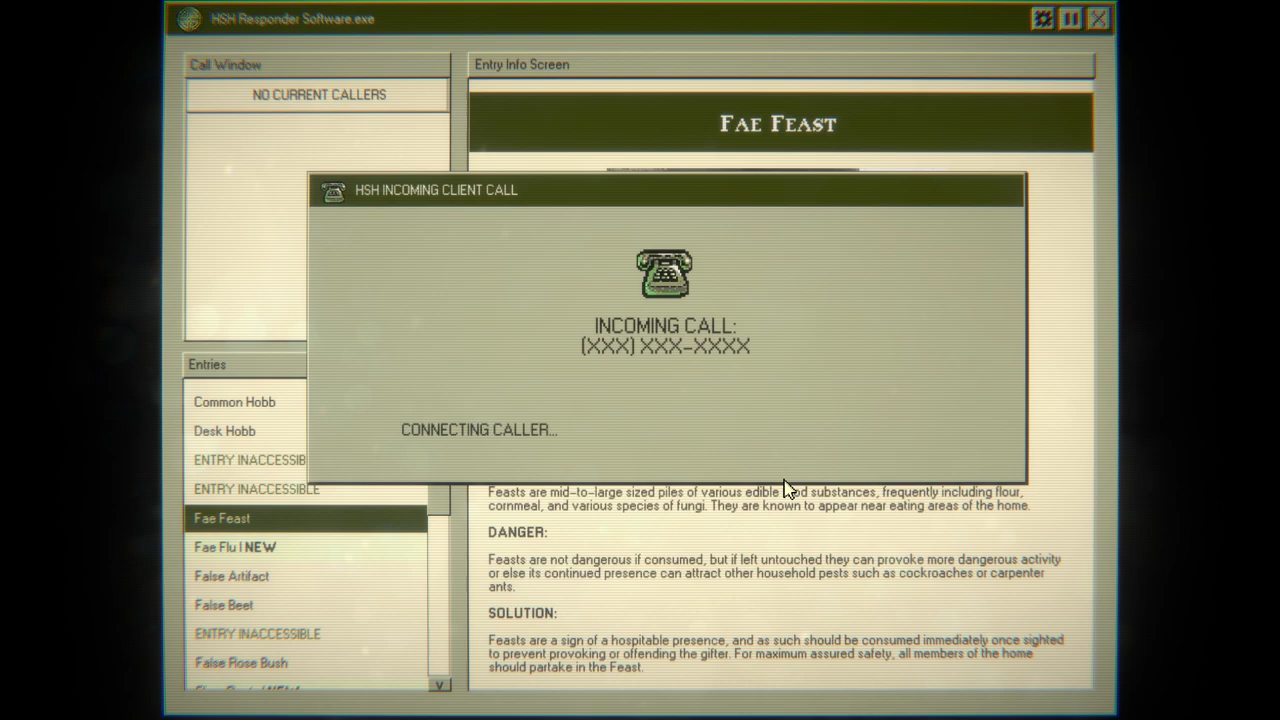 HSH Responder Software.exe
Call Window
NO CURRENT CALLERS
Entry Info Screen
FAE FEAST
HSH INCOMING CLIENT CALL
INCOMING CALL:
(XXX) XXX-XXXX
CONNECTING CALLER...
Entries
Common Hobb
Desk Hobb
ENTRY INACCESSIB
ENTRY INACCESSIBLE
Fae Feast
Fae Flu | NEW
False Artifact
False Beet
ENTRY INACCESSIBLE
False Rose Bush
V
Feasts are mid-to-large sized piles of various edible substances, frequently including flour,
cornmeal, and various species of fungi. They are known to appear near eating areas of the home.
DANGER:
Feasts are not dangerous if consumed, but if left untouched they can provoke more dangerous activity
or else its continued presence can attract other household pests such as cockroaches or carpenter
ants.
SOLUTION:
Feasts are a sign of a hospitable presence, and as such should be consumed immediately once sighted
to prevent provoking or offending the gifter. For maximum assured safety, all members of the home
should partake in the Feast.